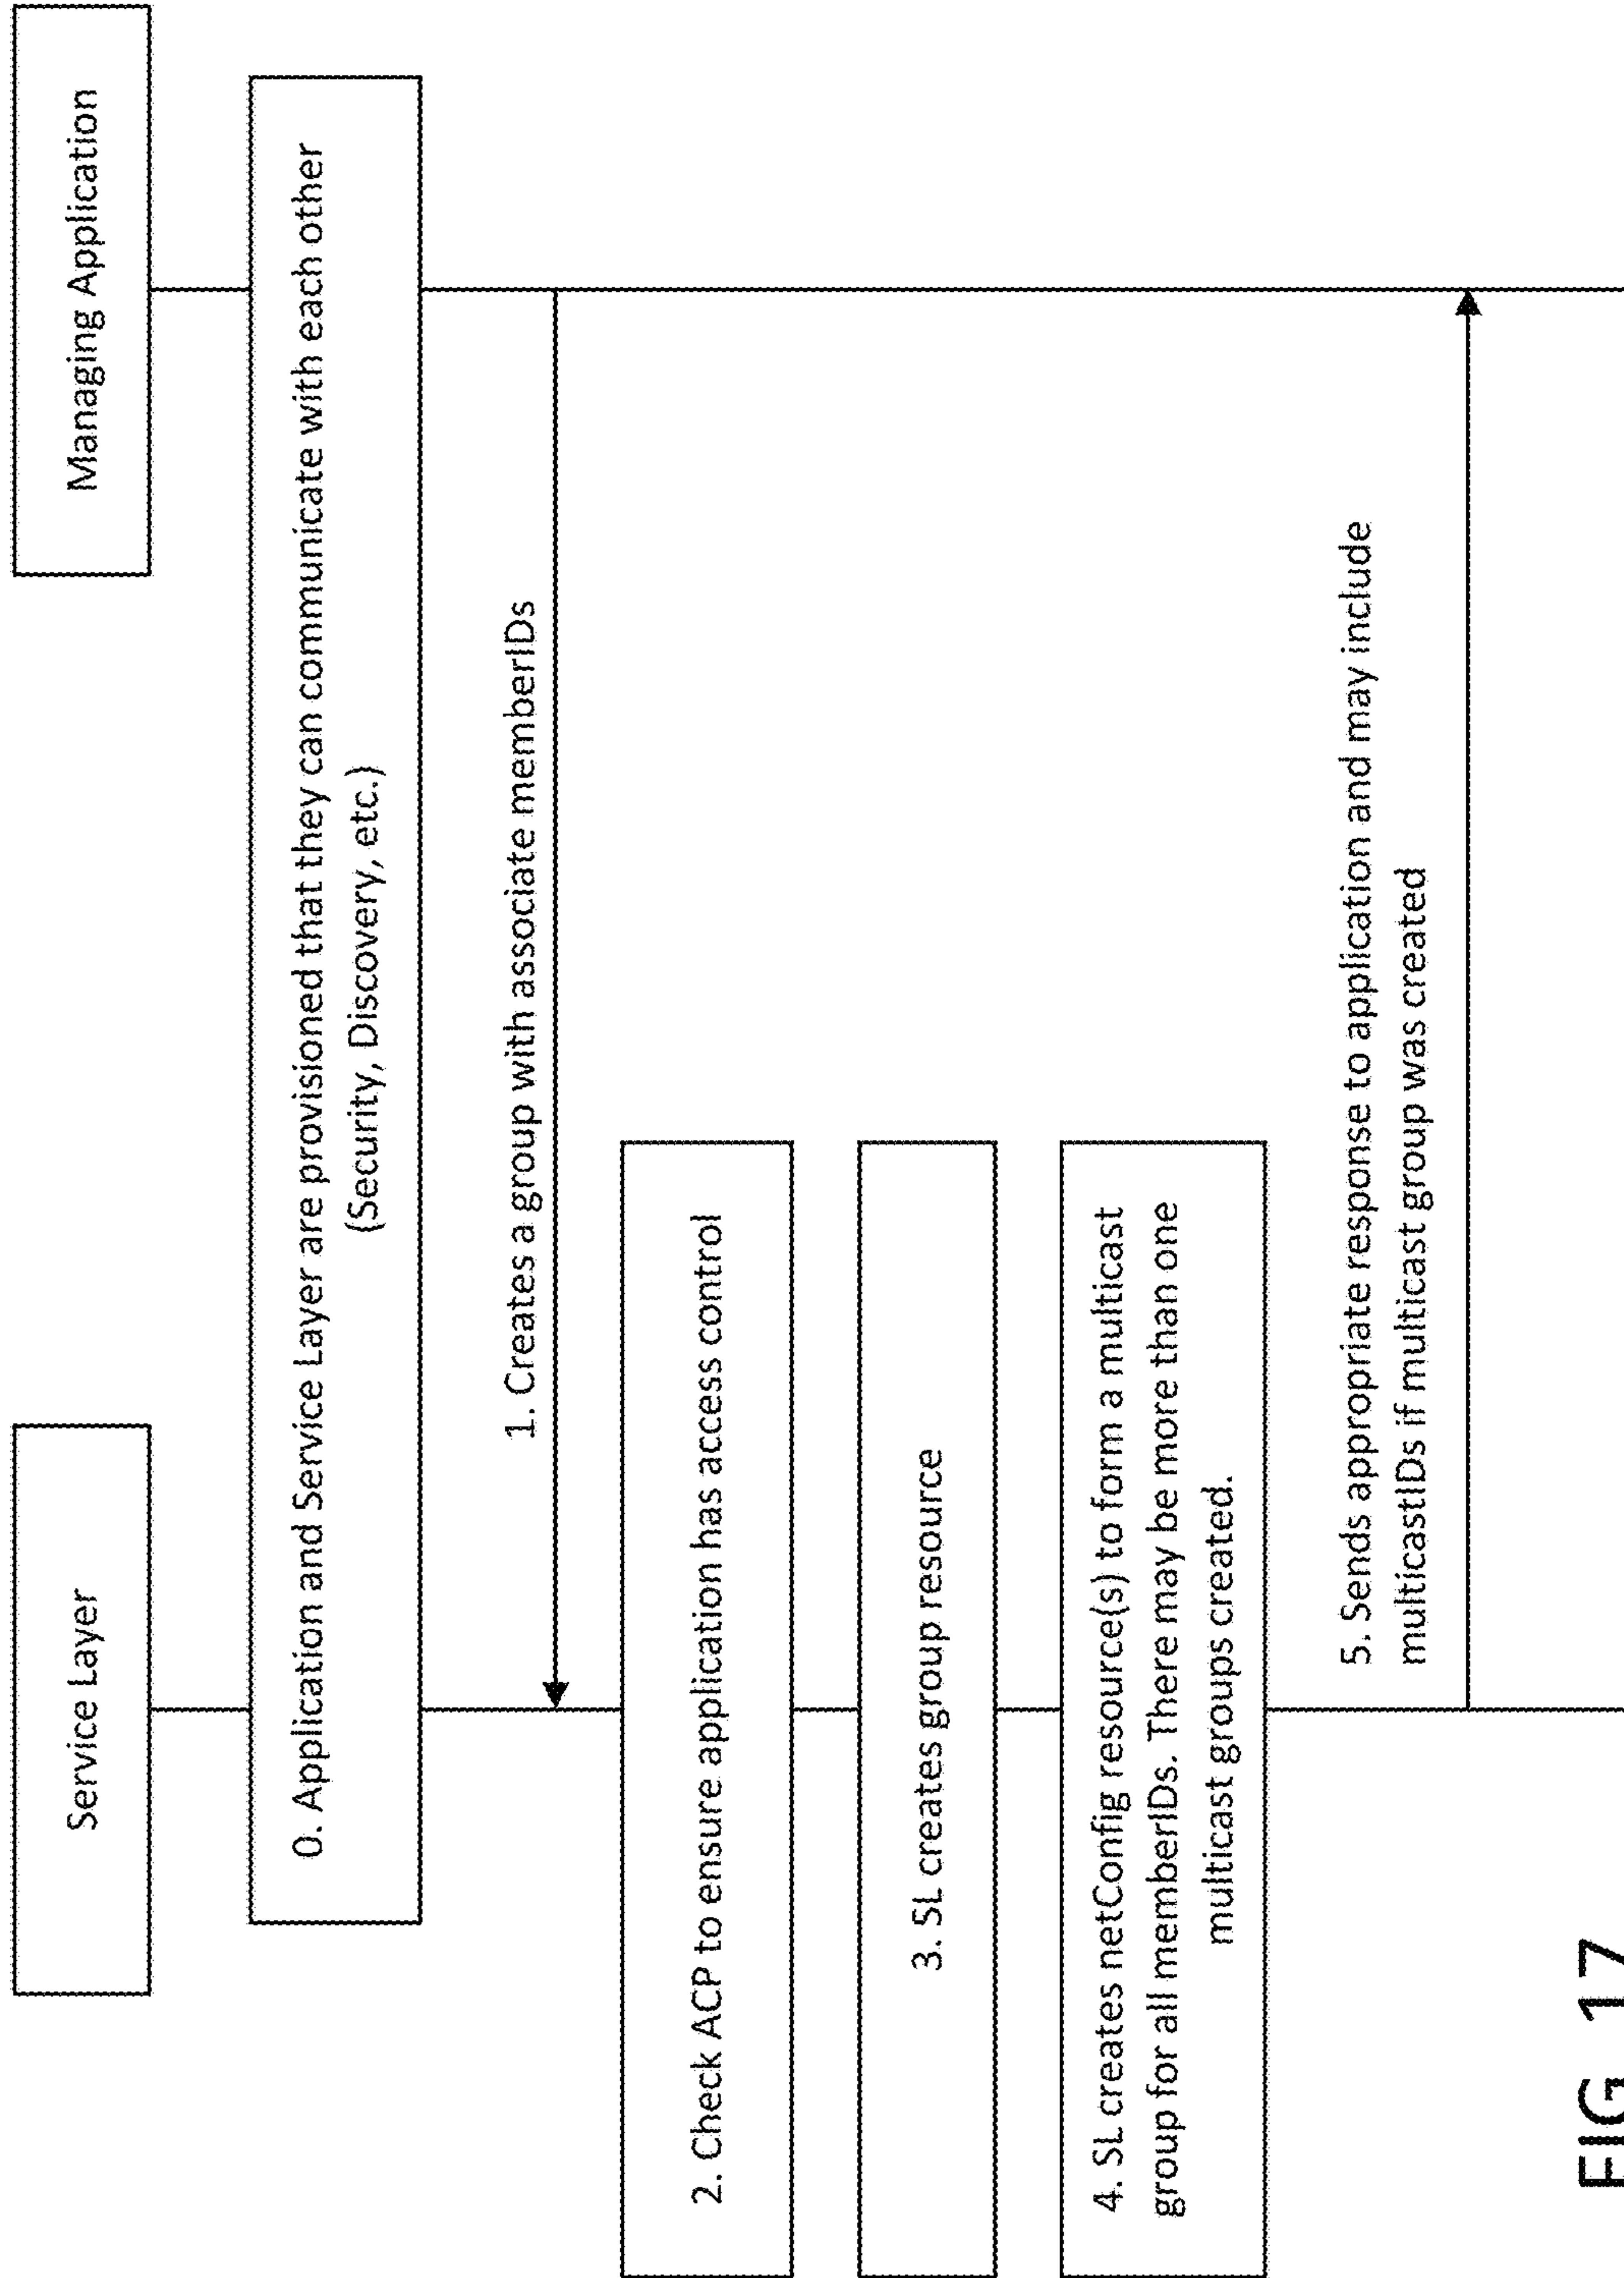 Service Layer
Managing Application
0. Application and Service Layer are provisioned that they can communicate with each other
(Security, Discovery, etc.)
1. Creates a group with associate memberIDs
2. Check ACP to ensure application has access control
3. SL creates group resource
4. SL creates netConfig resource(s) to form a multicast
group for all memberIDs. There may be more than one
multicast groups created.
5. Sends appropriate response to application and may include
multicastIDs if multicast group was created
FIG. 17